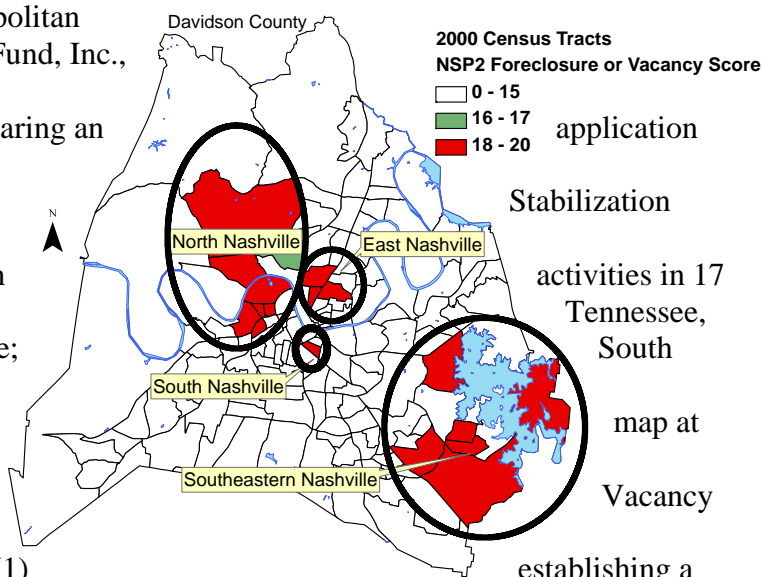 politan
Davidson County
Fund, Inc.,
2000 Census Tracts
NSP2 Foreclosure or Vacancy Score
0 - 15
16 - 17
18 - 20
aring an
application
Stabilization
N
North Nashville
East Nashville
activities in 17
Tennessee,
e;
South
South Nashville
map at
Southeastern Nashville
Vacancy
1)
establishing a